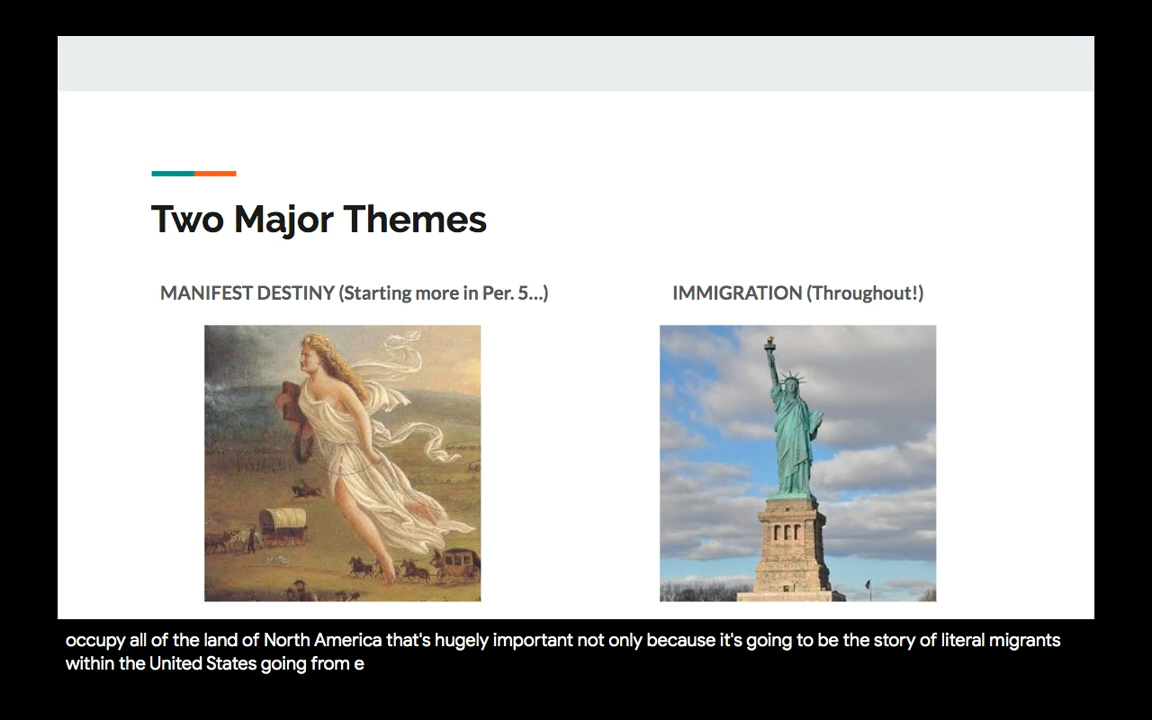 Two Major Themes
MANIFEST DESTINY (Starting more in Per. 5...)
IMMIGRATION (Throughout!)
occupy all of the land of North America that's hugely important not only because it's going to be the story of literal migrants
within the United States going from e